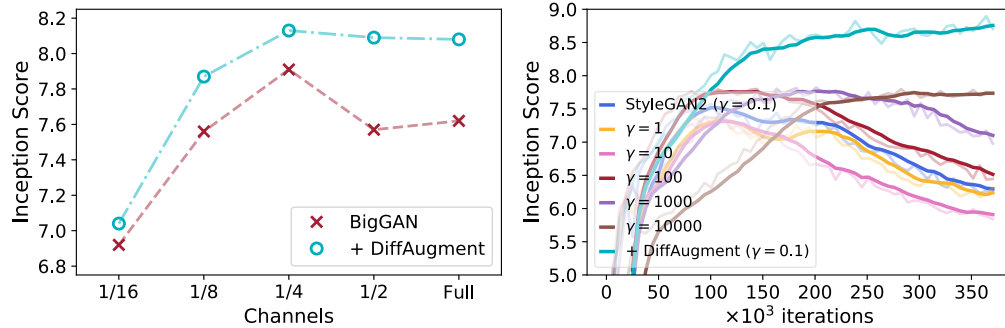 8.2
8.0
7.8
7.6
7.4
7.2
7.0
6.8
Inception Score
1/16
1/8
1/4
1/2
Full
Channels
BigGAN
+ DiffAugment
9.0
8.5
8.0
7.5
7.0
6.5
6.0
5.5
5.0
Inception Score
StyleGAN2 (γ = 0.1)
γ = 1
γ = 10
γ = 100
γ = 1000
γ = 10000
+ DiffAugment (γ = 0.1)
0
50
100
150
200
250
300
350
×10³ iterations